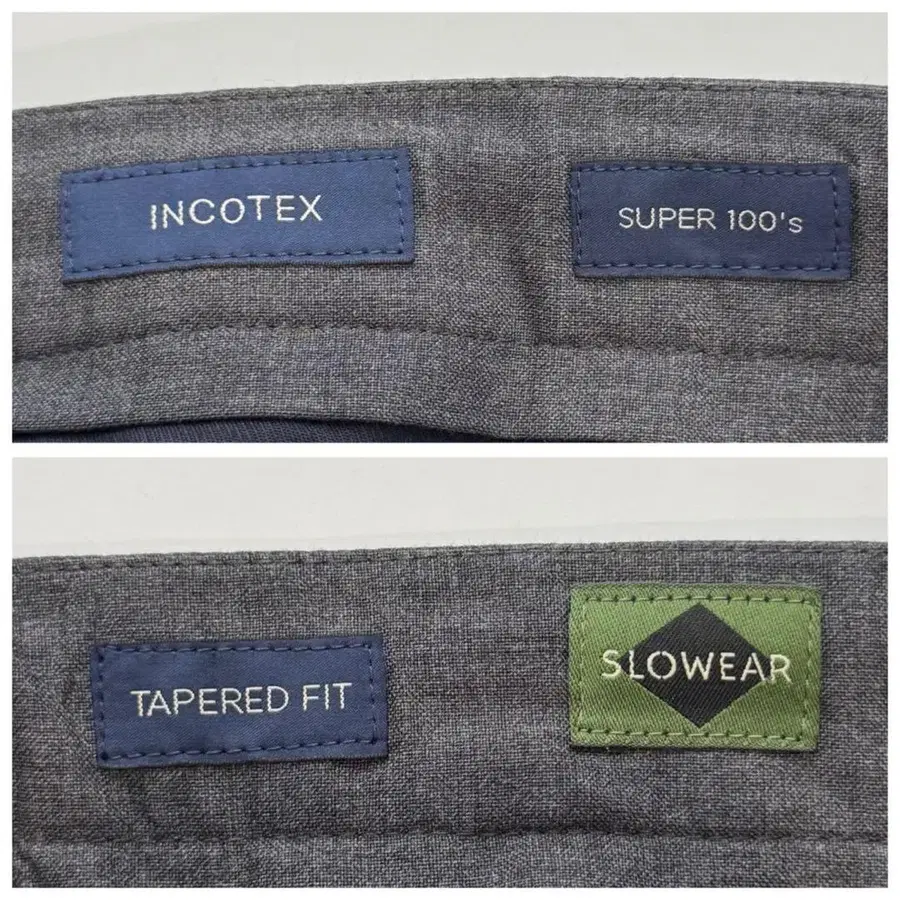 INCOTEX
SUPER 100's
TAPERED FIT
SLOWEAR